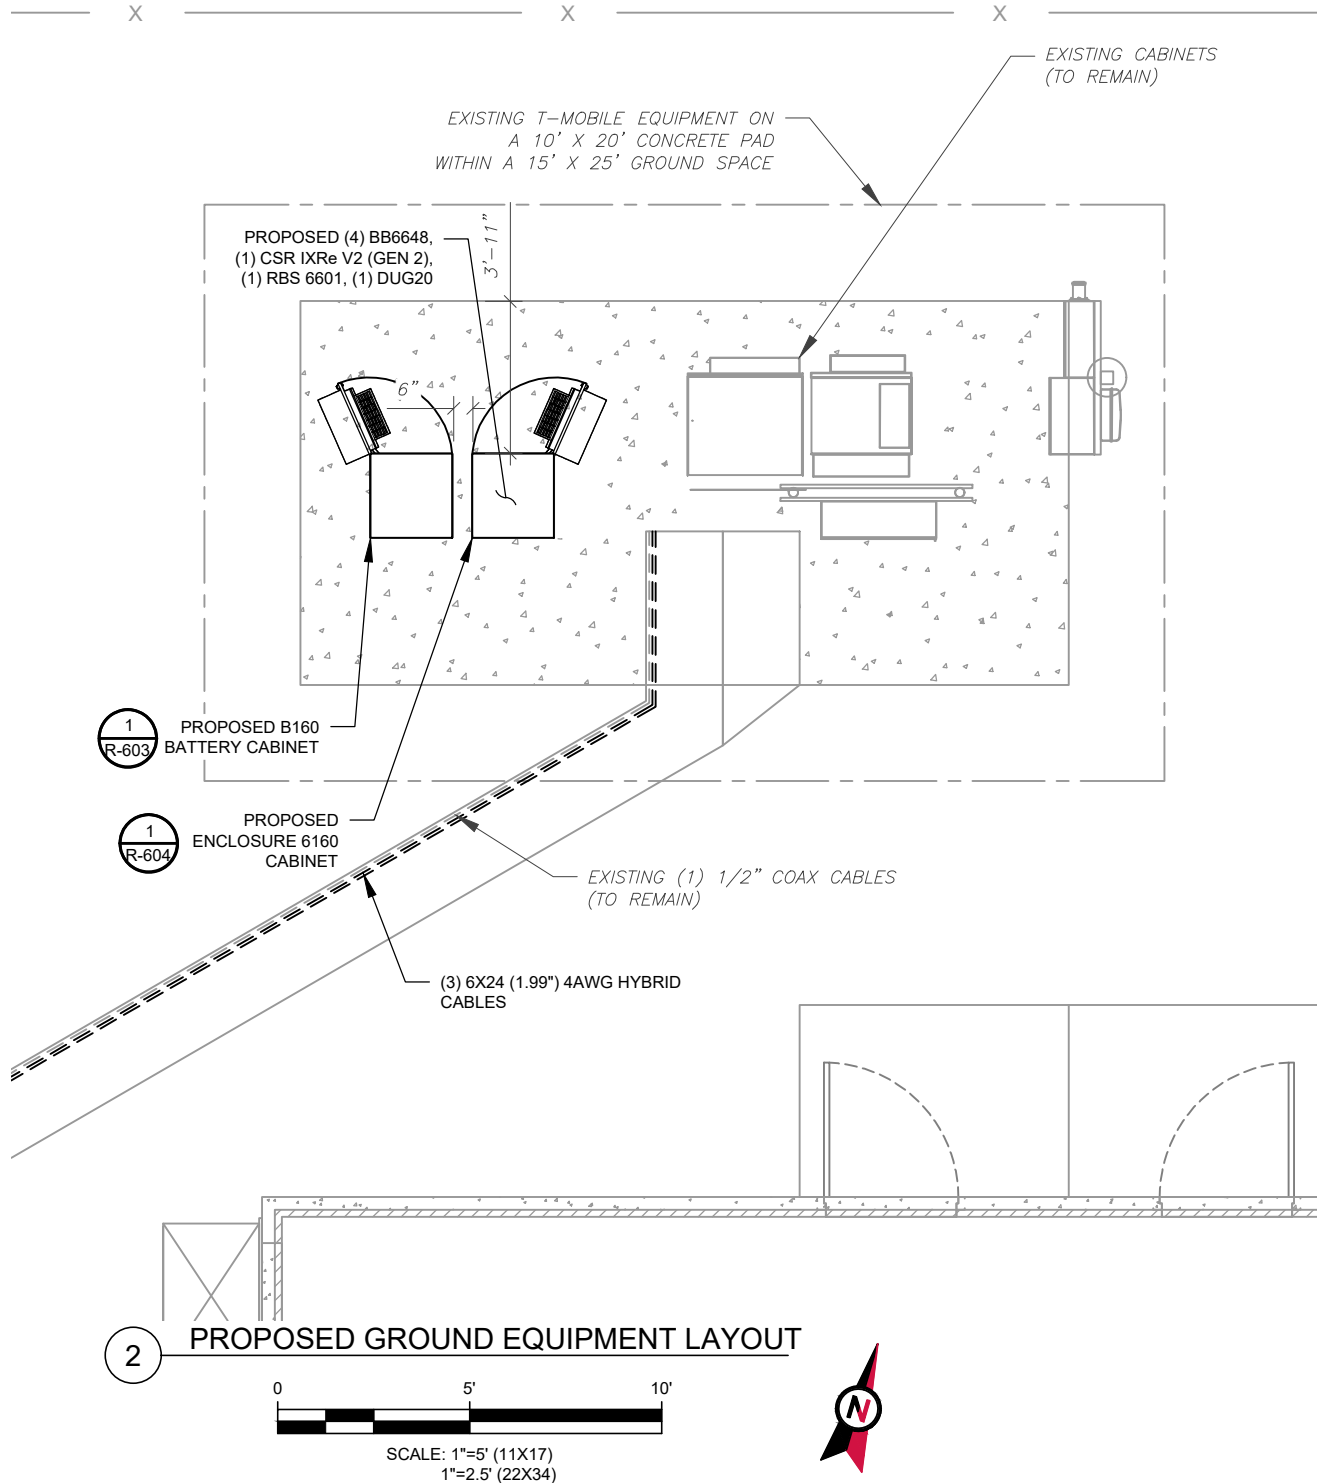 X X X
EXISTING CABINETS
(TO REMAIN)
EXISTING T-MOBILE EQUIPMENT ON
A 10' X 20' CONCRETE PAD
WITHIN A 15' X 25' GROUND SPACE
PROPOSED (4) BB6648,
(1) CSR IXRe V2 (GEN 2),
(1) RBS 6601, (1) DUG20
3'-11"
6"
1
R-603
PROPOSED B160
BATTERY CABINET
1
R-604
PROPOSED
ENCLOSURE 6160
CABINET
EXISTING (1) 1/2" COAX CABLES
(TO REMAIN)
(3) 6X24 (1.99") 4AWG HYBRID
CABLES
2
PROPOSED GROUND EQUIPMENT LAYOUT
0 5' 10'
SCALE: 1"=5' (11X17)
1"=2.5' (22X34)
N